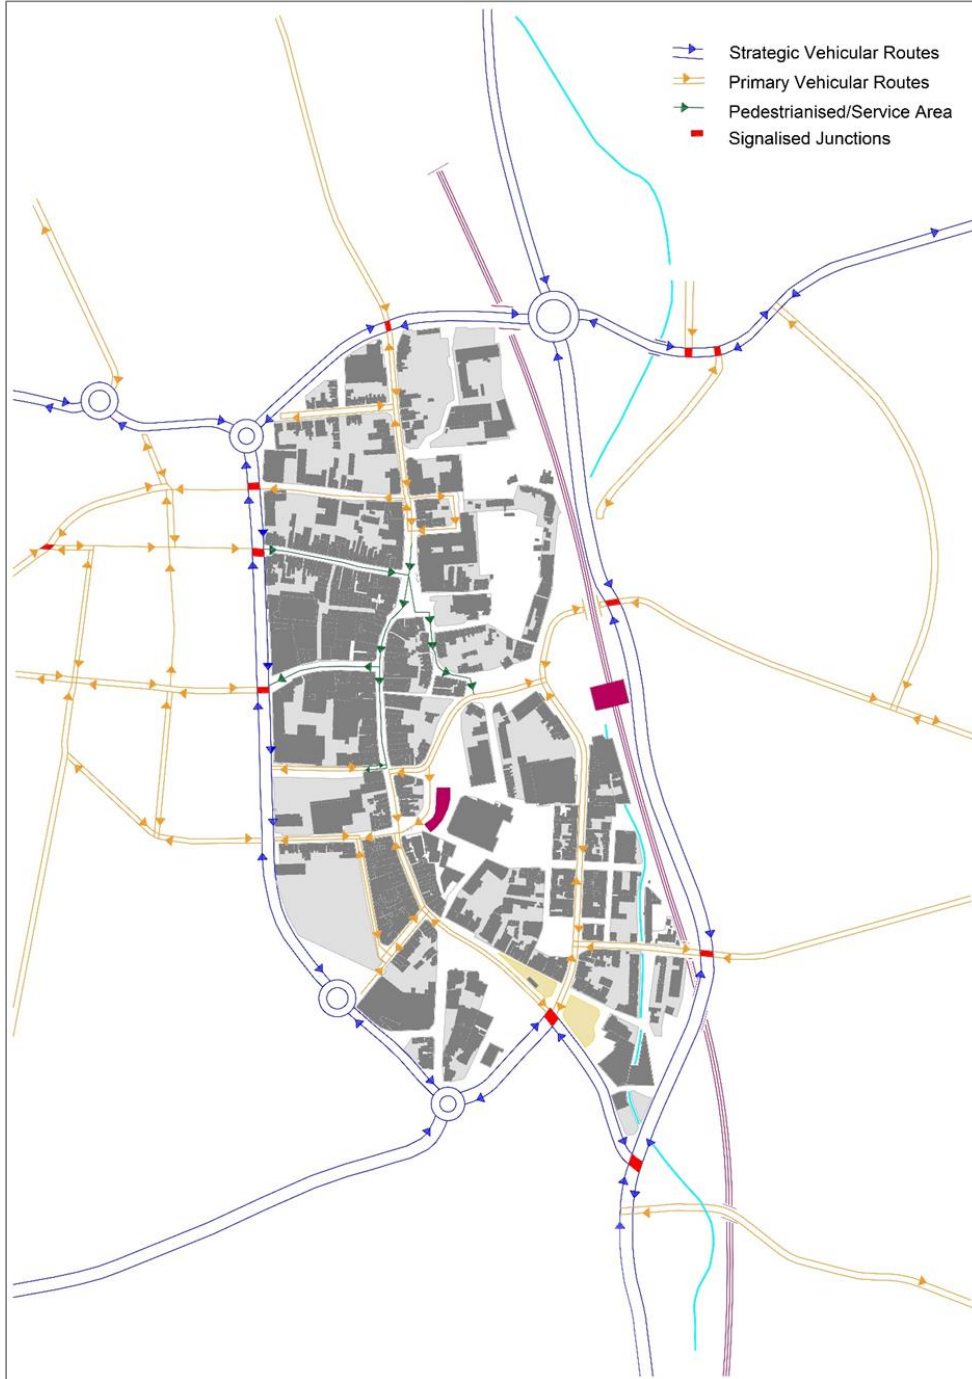 Strategic Vehicular Routes
Primary Vehicular Routes
Pedestrianised/Service Area
Signalised Junctions